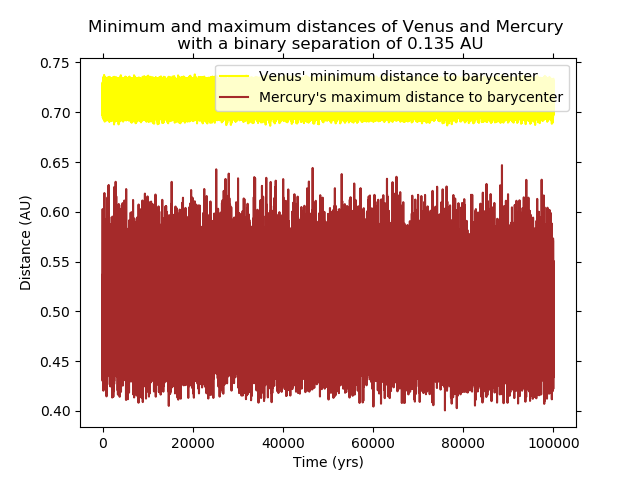 Minimum and maximum distances of Venus and Mercury
with a binary separation of 0.135 AU
Venus' minimum distance to barycenter
Mercury's maximum distance to barycenter
Distance (AU)
0.75
0.70
0.65
0.60
0.55
0.50
0.45
0.40
0
20000
40000
60000
80000
100000
Time (yrs)